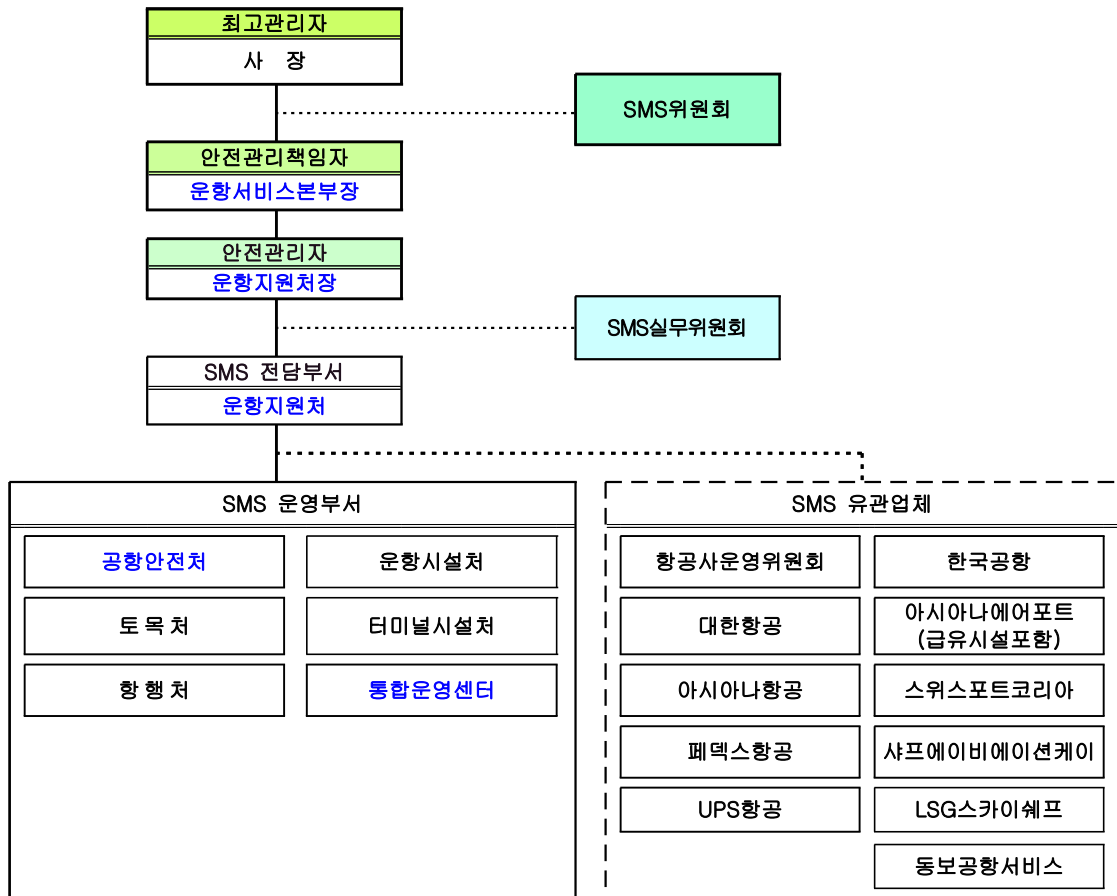 최고관리자
사 장
SMS위원회
안전관리책임자
운항서비스본부장
안전관리자
운항지원처장
SMS실무위원회
SMS 전담부서
운항지원처
SMS 운영부서
공항안전처
운항시설처
토목처
터미널시설처
항행처
통합운영센터
SMS 유관업체
항공사운영위원회
한국공항
대한항공
아시아나에어포트
(급유시설포함)
아시아나항공
스위스포트코리아
페덱스항공
샤프에이비에이션케이
UPS항공
LSG스카이쉐프
동보공항서비스